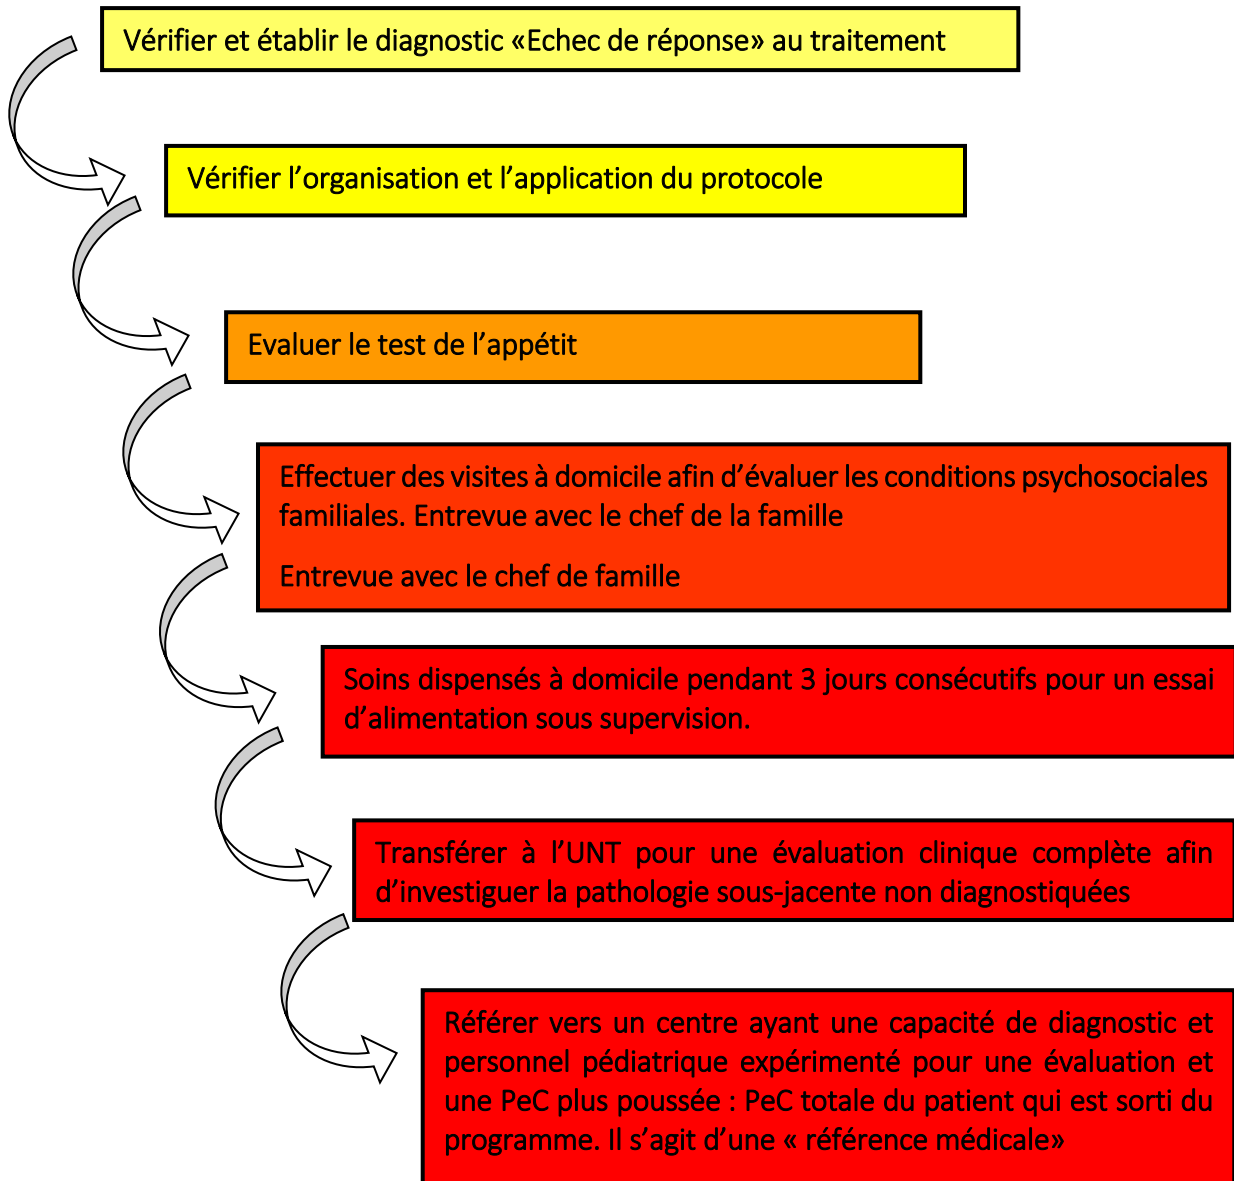 Vérifier et établir le diagnostic «Echec de réponse» au traitement
Vérifier l’organisation et l’application du protocole
Evaluer le test de l’appétit
Effectuer des visites à domicile afin d’évaluer les conditions psychosociales
familiales. Entrevue avec le chef de la famille
Entrevue avec le chef de famille
Soins dispensés à domicile pendant 3 jours consécutifs pour un essai
d’alimentation sous supervision.
Transférer à l’UNT pour une évaluation clinique complète afin
d’investiguer la pathologie sous-jacente non diagnostiquées
Référer vers un centre ayant une capacité de diagnostic et
personnel pédiatrique expérimenté pour une évaluation et
une PeC plus poussée : PeC totale du patient qui est sorti du
programme. Il s’agit d’une « référence médicale»